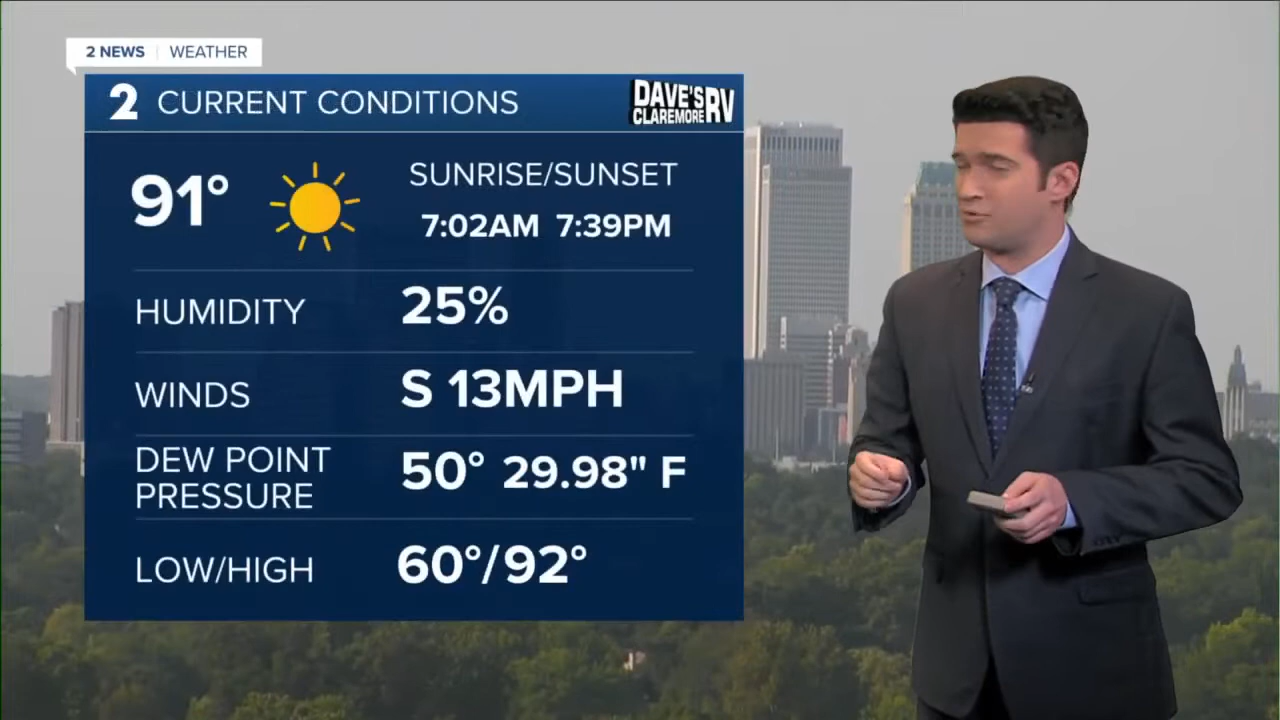 2 NEWS | WEATHER
2 CURRENT CONDITIONS
DAVE'S RV
CLAREMORE
91°
SUNRISE/SUNSET
7:02AM 7:39PM
HUMIDITY 25%
WINDS S 13MPH
DEW POINT
PRESSURE
50° 29.98" F
LOW/HIGH 60°/92°